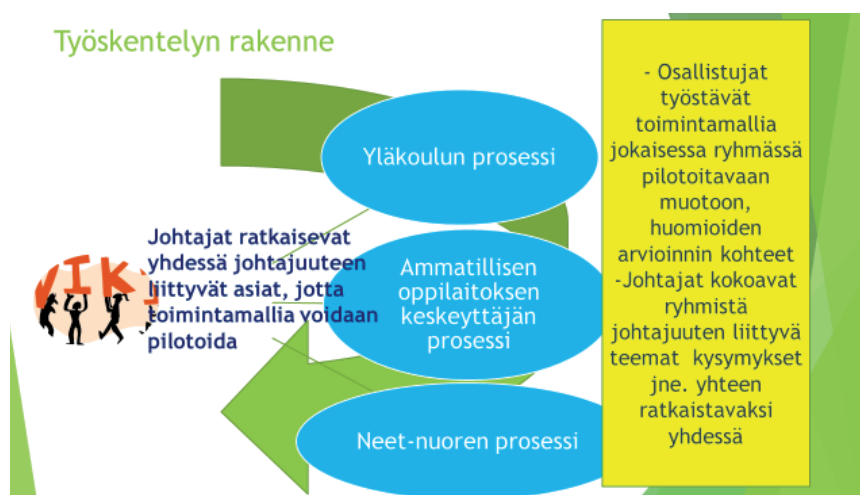 Työskentelyn rakenne
Yläkoulun prosessi
Johtajat ratkaisevat
yhdessä johtajuuteen
liittyvät asiat, jotta
toimintamallia voidaan
pilotoida
VIK
Ammatillisen
oppilaitoksen
keskeyttäjän
prosessi
Neet-nuoren prosessi
- Osallistujat
työstävät
toimintamallia
jokaisessa ryhmässä
pilotoitavaan
muotoon,
huomioiden
arvioinnin kohteet
-Johtajat kokoavat
ryhmistä
johtajuuten liittyvä
teemat kysymykset
jne. yhteen
ratkaistavaksi
yhdessä